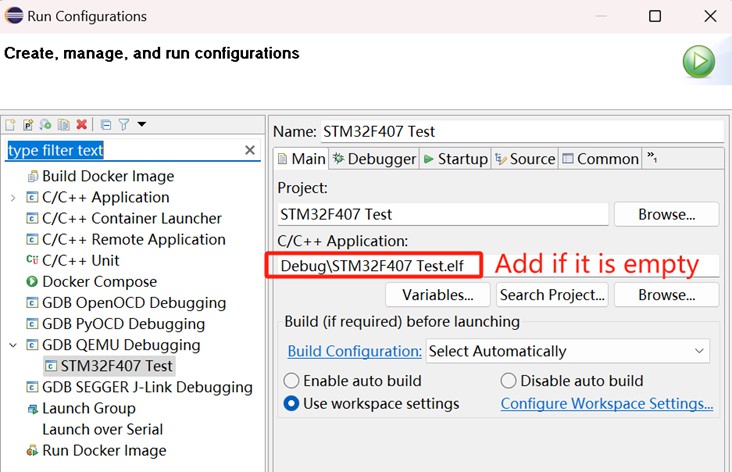 Run Configurations
Create, manage, and run configurations
type filter text
Build Docker Image
C/C++ Application
C/C++ Container Launcher
C/C++ Remote Application
C/C++ Unit
Docker Compose
GDB OpenOCD Debugging
GDB PyOCD Debugging
GDB QEMU Debugging
STM32F407 Test
GDB SEGGER J-Link Debugging
Launch Group
Launch over Serial
Run Docker Image
Name: STM32F407 Test
Main Debugger Startup Source Common »1
Project:
STM32F407 Test Browse...
C/C++ Application:
Debug\STM32F407 Test.elf Add if it is empty
Variables... Search Project... Browse...
Build (if required) before launching
Build Configuration: Select Automatically
Enable auto build Disable auto build
Use workspace settings Configure Workspace Settings...